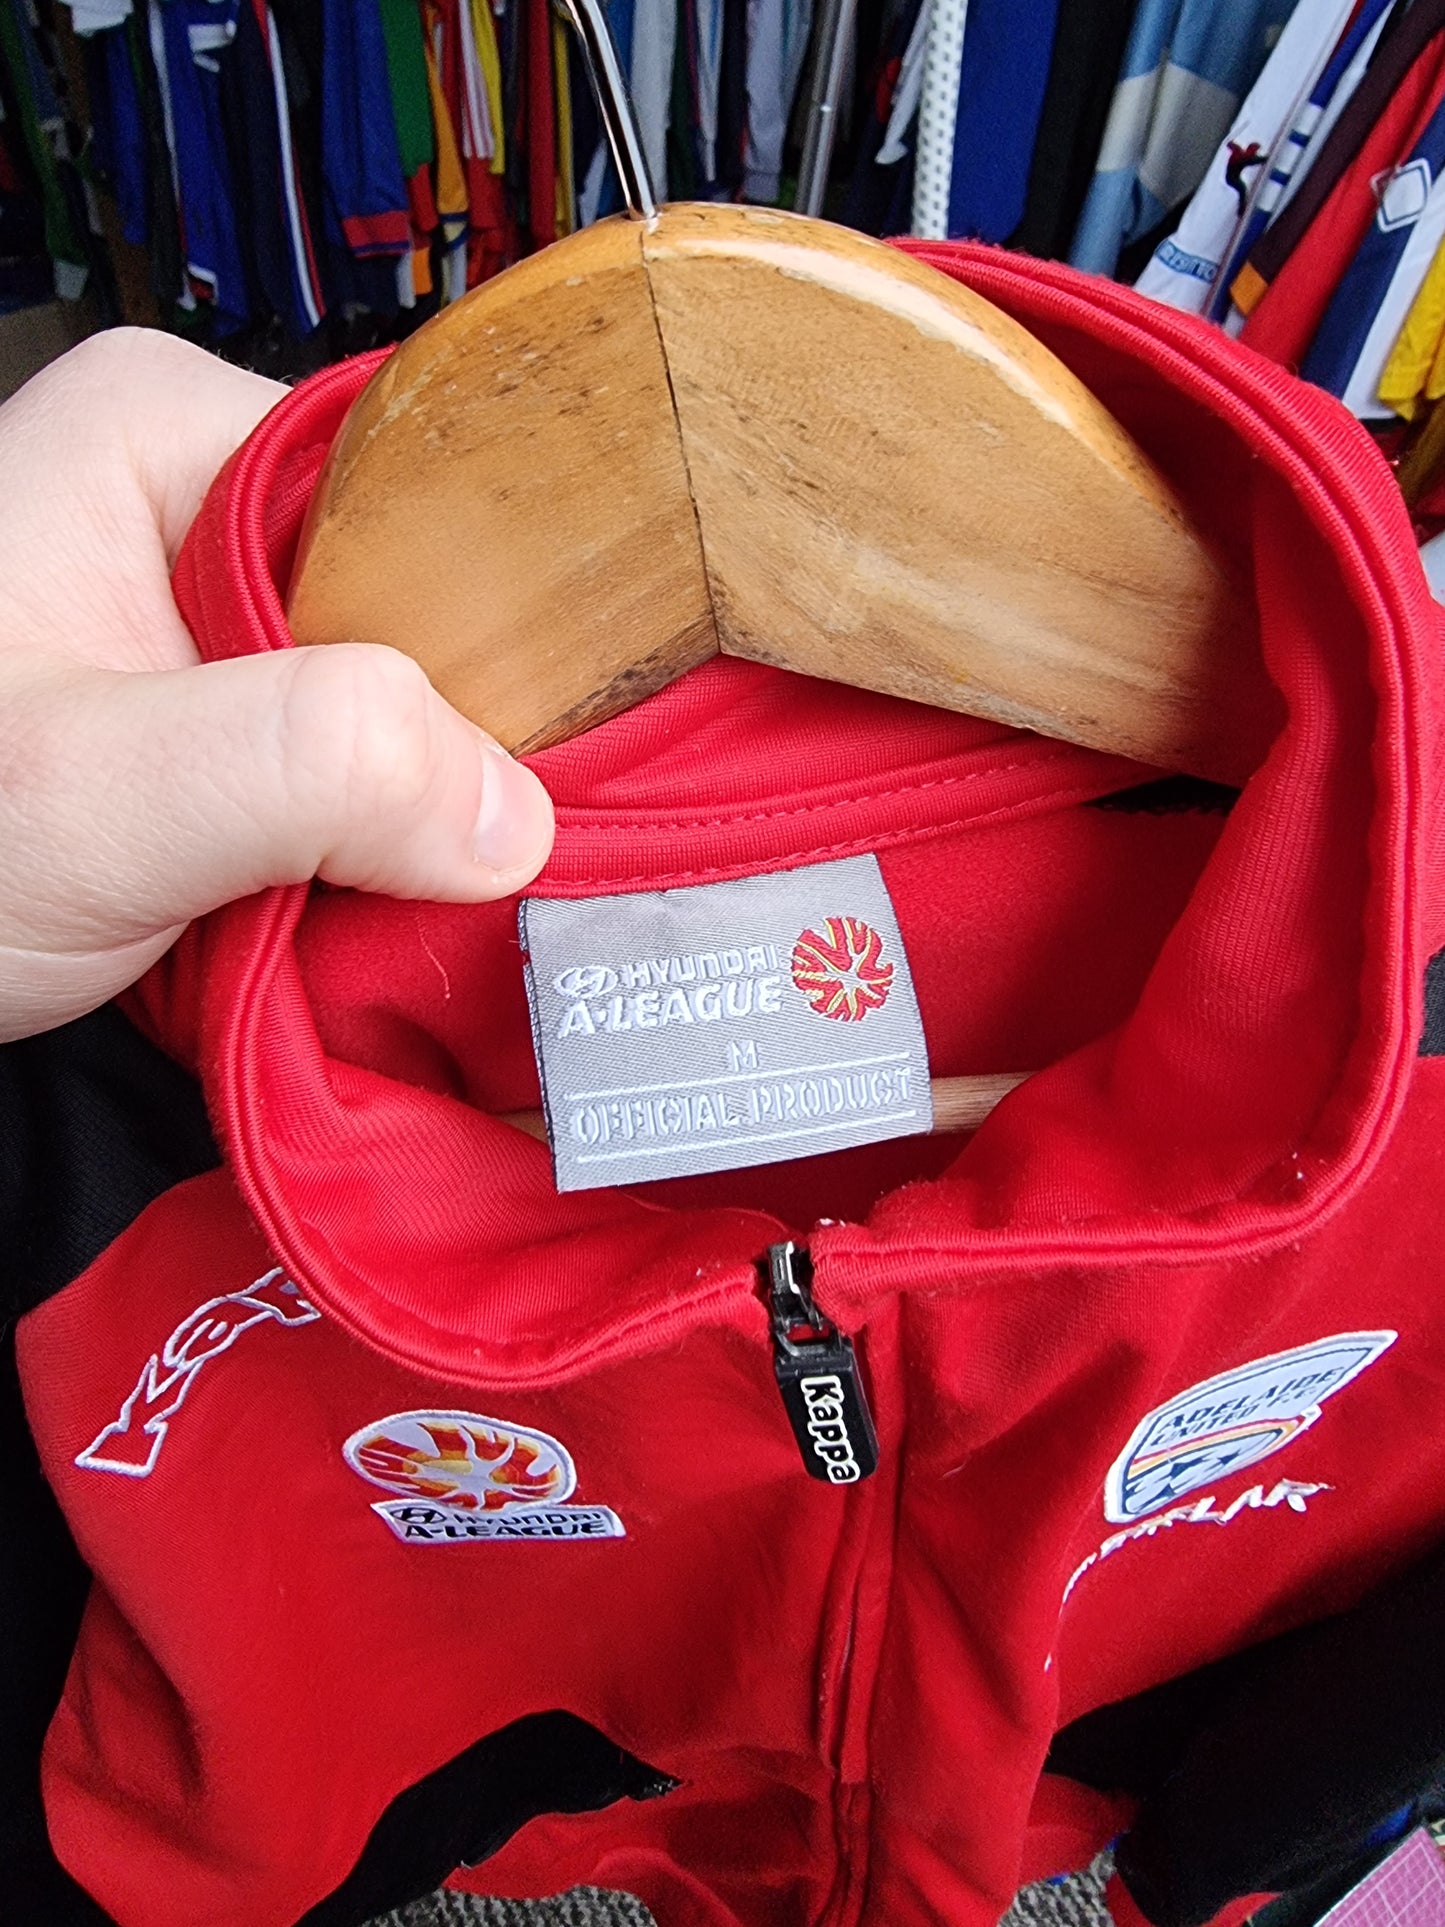 HYUNDAI
A-LEAGUE
M
OFFICIAL PRODUCT
Kappa
HYUNDAI
A-LEAGUE
ADELAIDE
UNITED F.C.